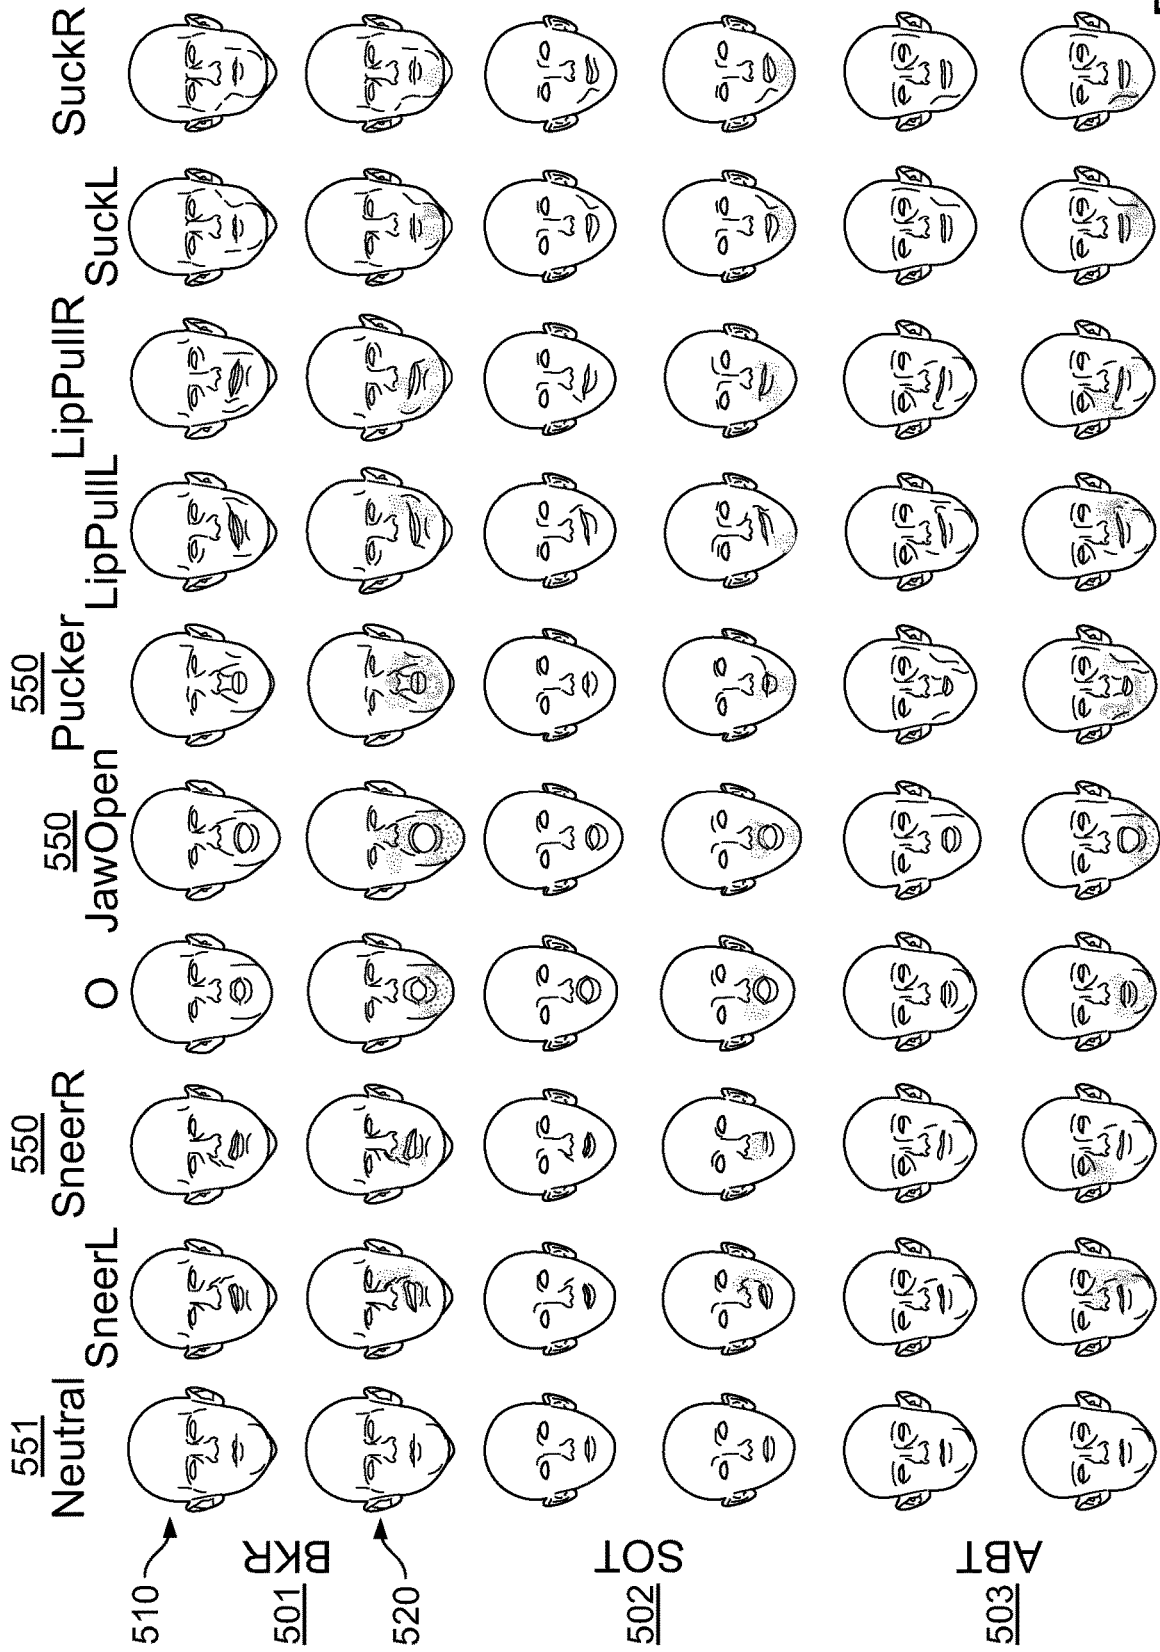 551
Neutral
SneerL
550
SneerR
O
550
JawOpen
550
Pucker
LipPullL
LipPullR
SuckL
SuckR
510
501
BKR
520
502
SOT
503
ABT